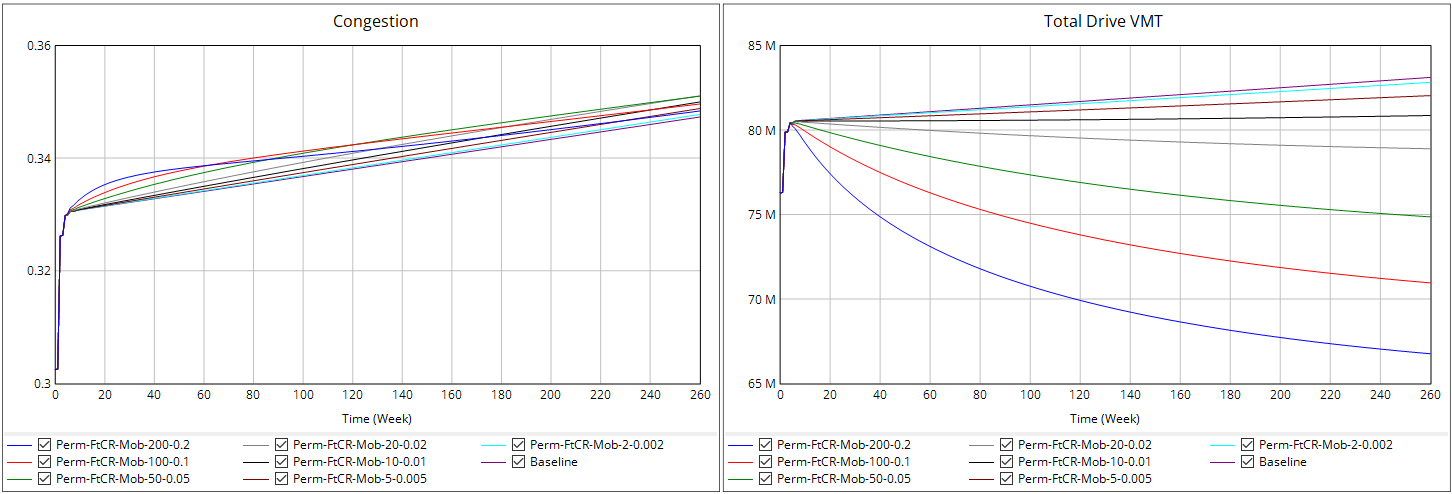 Congestion
0.36
0.34
0.32
0.3
0 20 40 60 80 100 120 140 160 180 200 220 240 260
Time (Week)
Perm-FtCR-Mob-200-0.2 Perm-FtCR-Mob-20-0.02 Perm-FtCR-Mob-2-0.002
Perm-FtCR-Mob-100-0.1 Perm-FtCR-Mob-10-0.01 Baseline
Perm-FtCR-Mob-50-0.05 Perm-FtCR-Mob-5-0.005
Total Drive VMT
85 M
80 M
75 M
70 M
65 M
0 20 40 60 80 100 120 140 160 180 200 220 240 260
Time (Week)
Perm-FtCR-Mob-200-0.2 Perm-FtCR-Mob-20-0.02 Perm-FtCR-Mob-2-0.002
Perm-FtCR-Mob-100-0.1 Perm-FtCR-Mob-10-0.01 Baseline
Perm-FtCR-Mob-50-0.05 Perm-FtCR-Mob-5-0.005